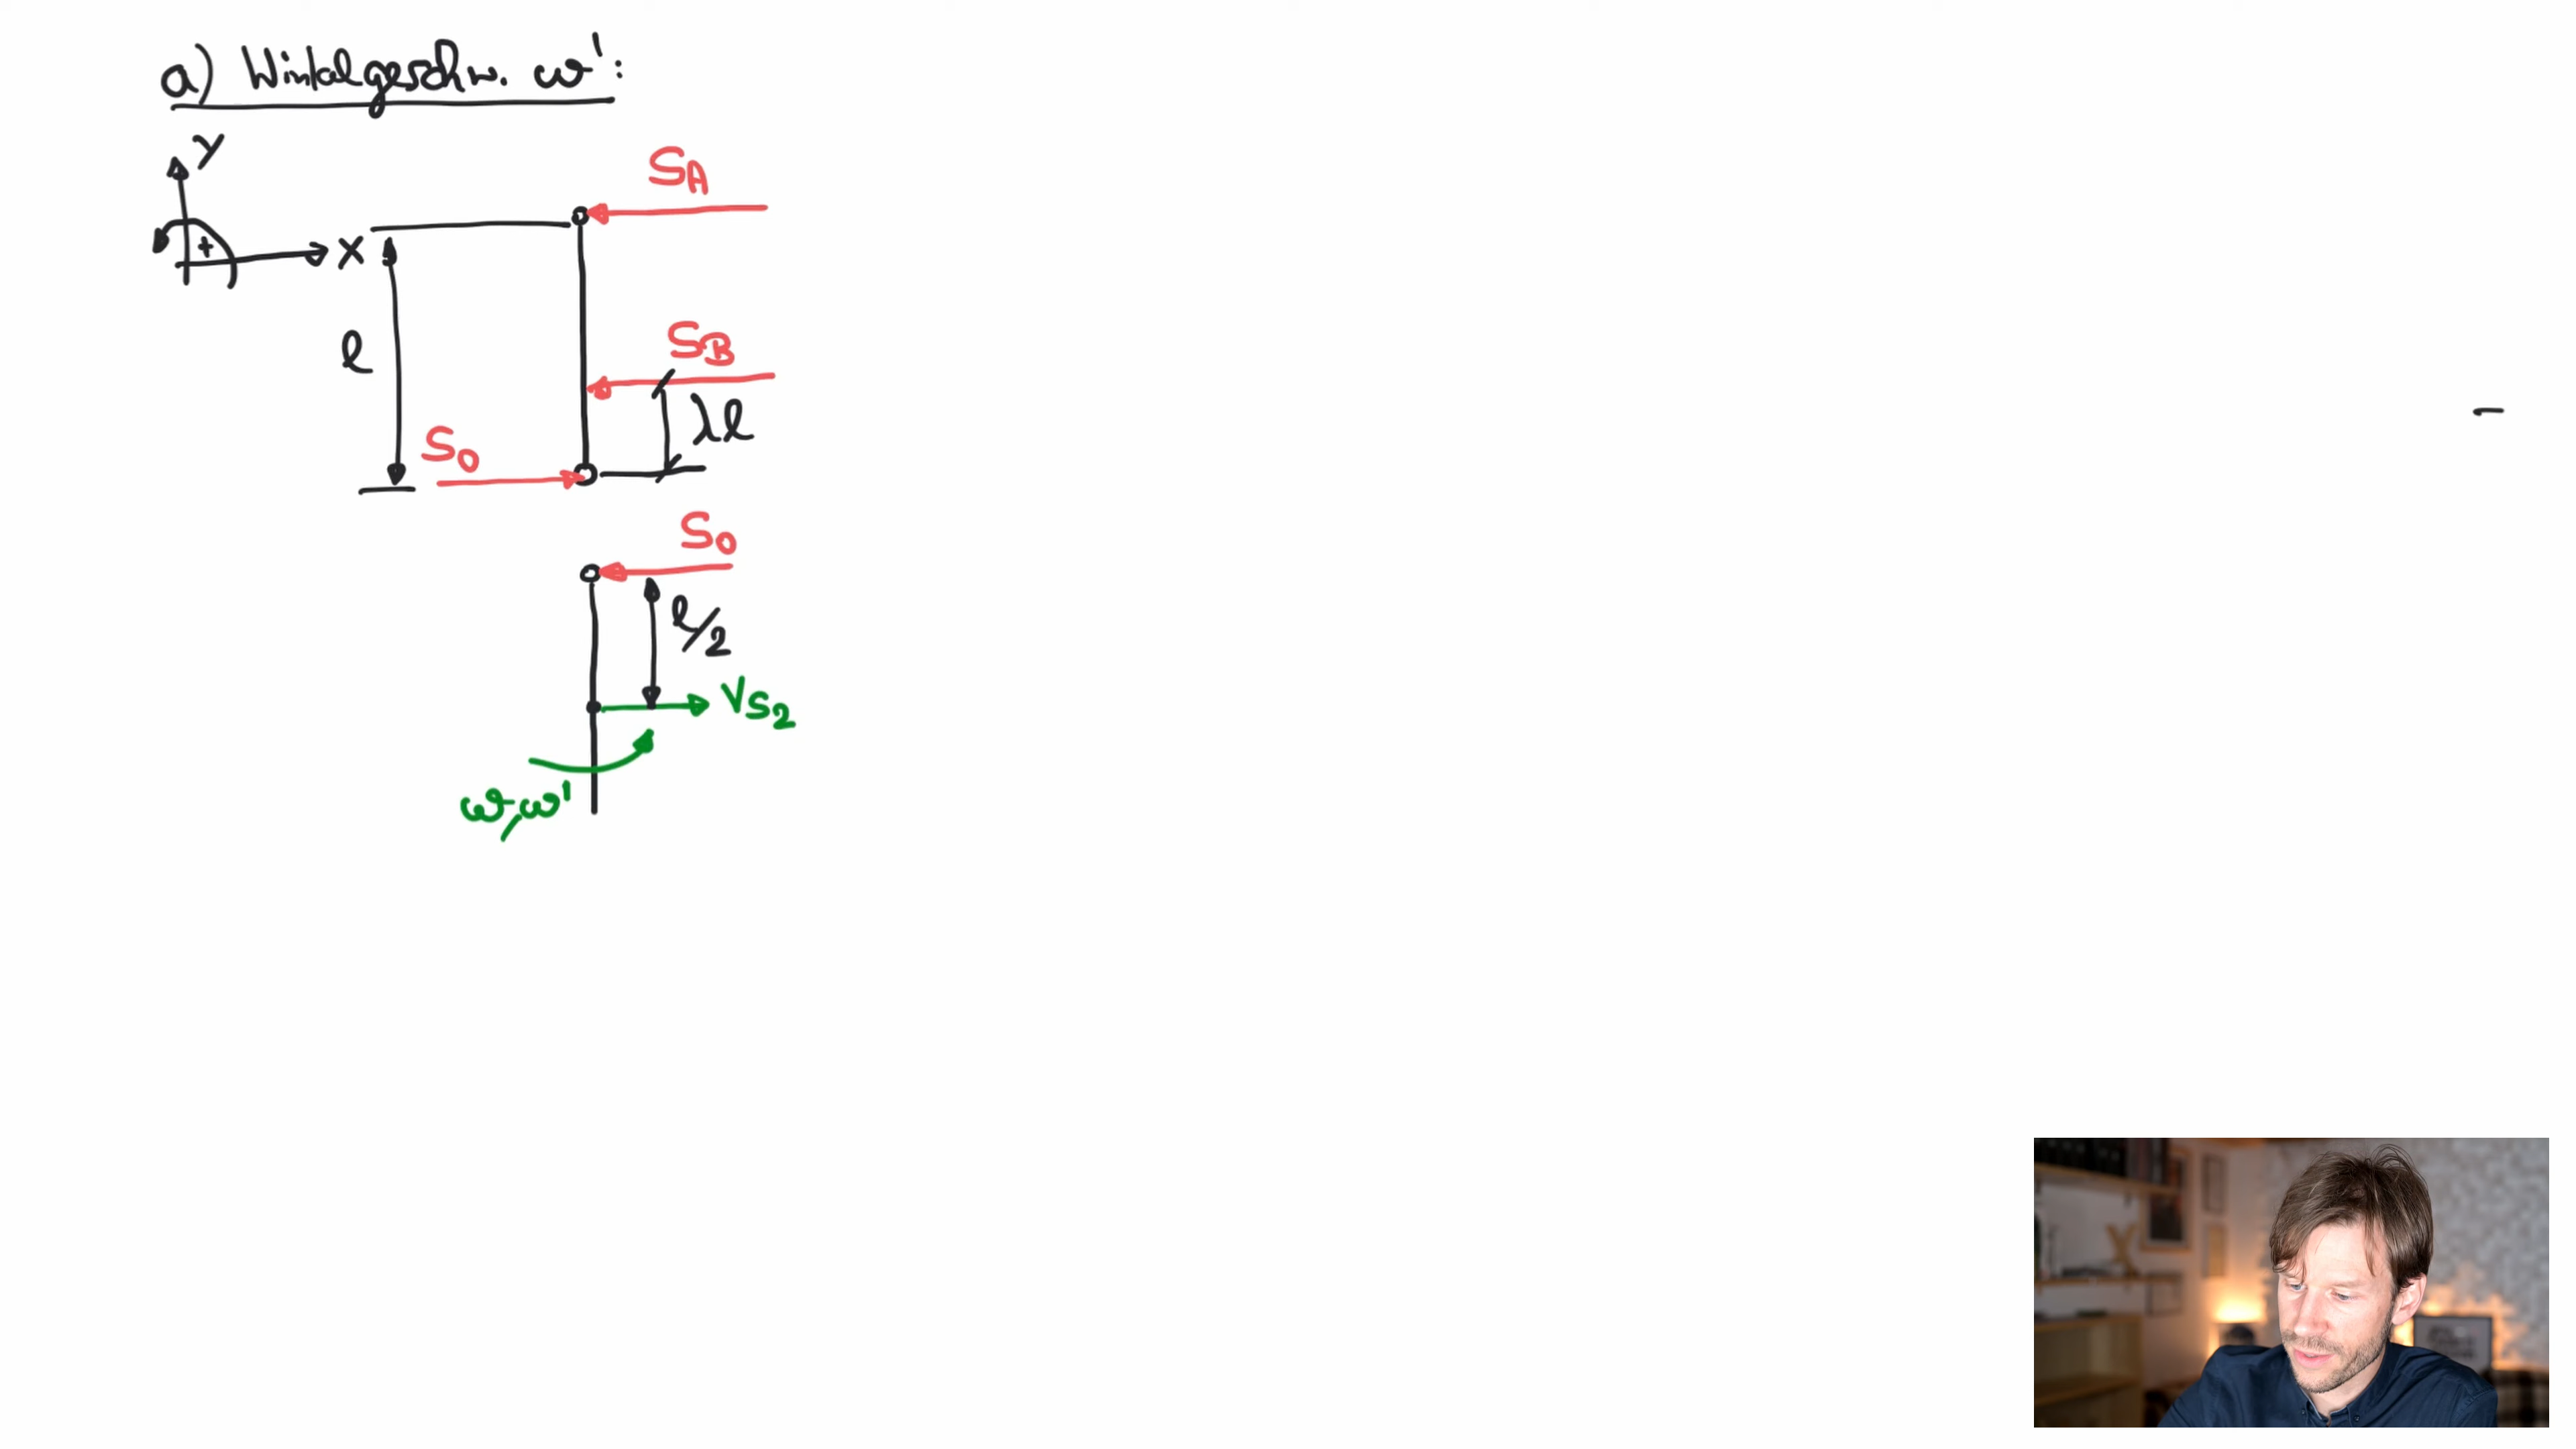 a) Winkelgeschw. ω':
y
+
x
S_A
l
S_B
λl
S_0
S_0
l/2
v_S2
ω, ω'